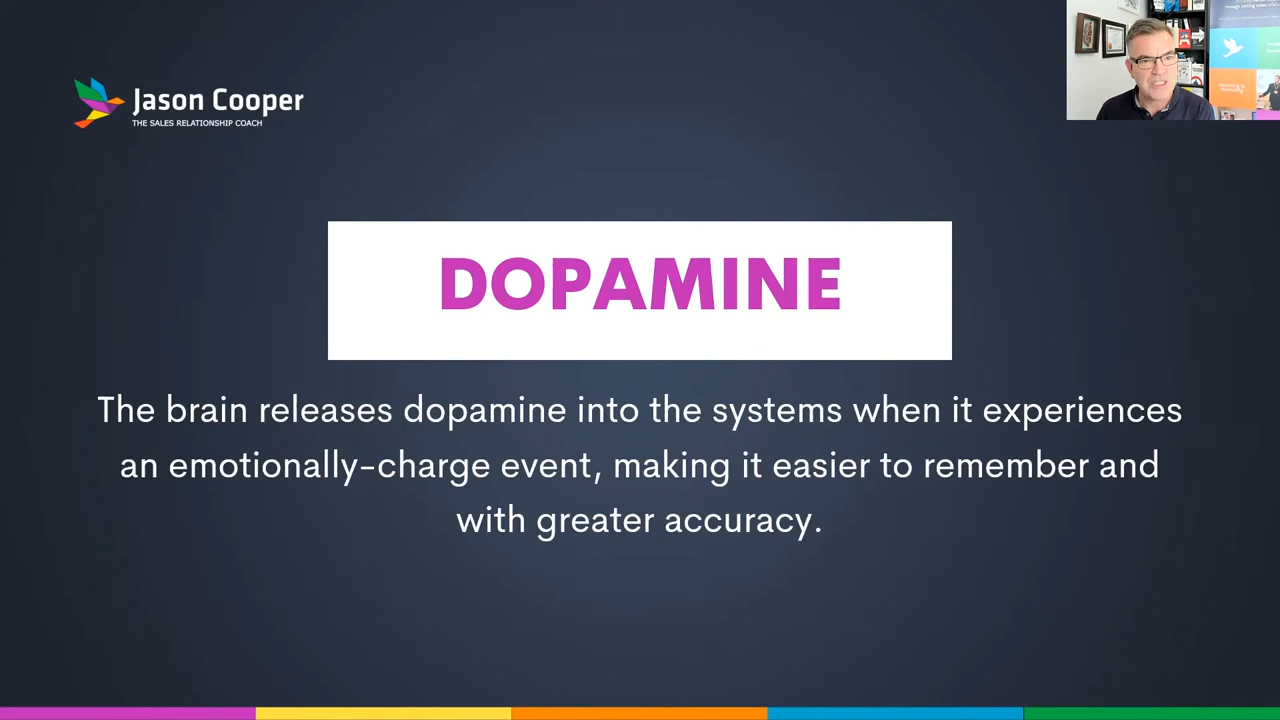 Jason Cooper
THE SALES RELATIONSHIP COACH
DOPAMINE
The brain releases dopamine into the systems when it experiences
an emotionally-charge event, making it easier to remember and
with greater accuracy.